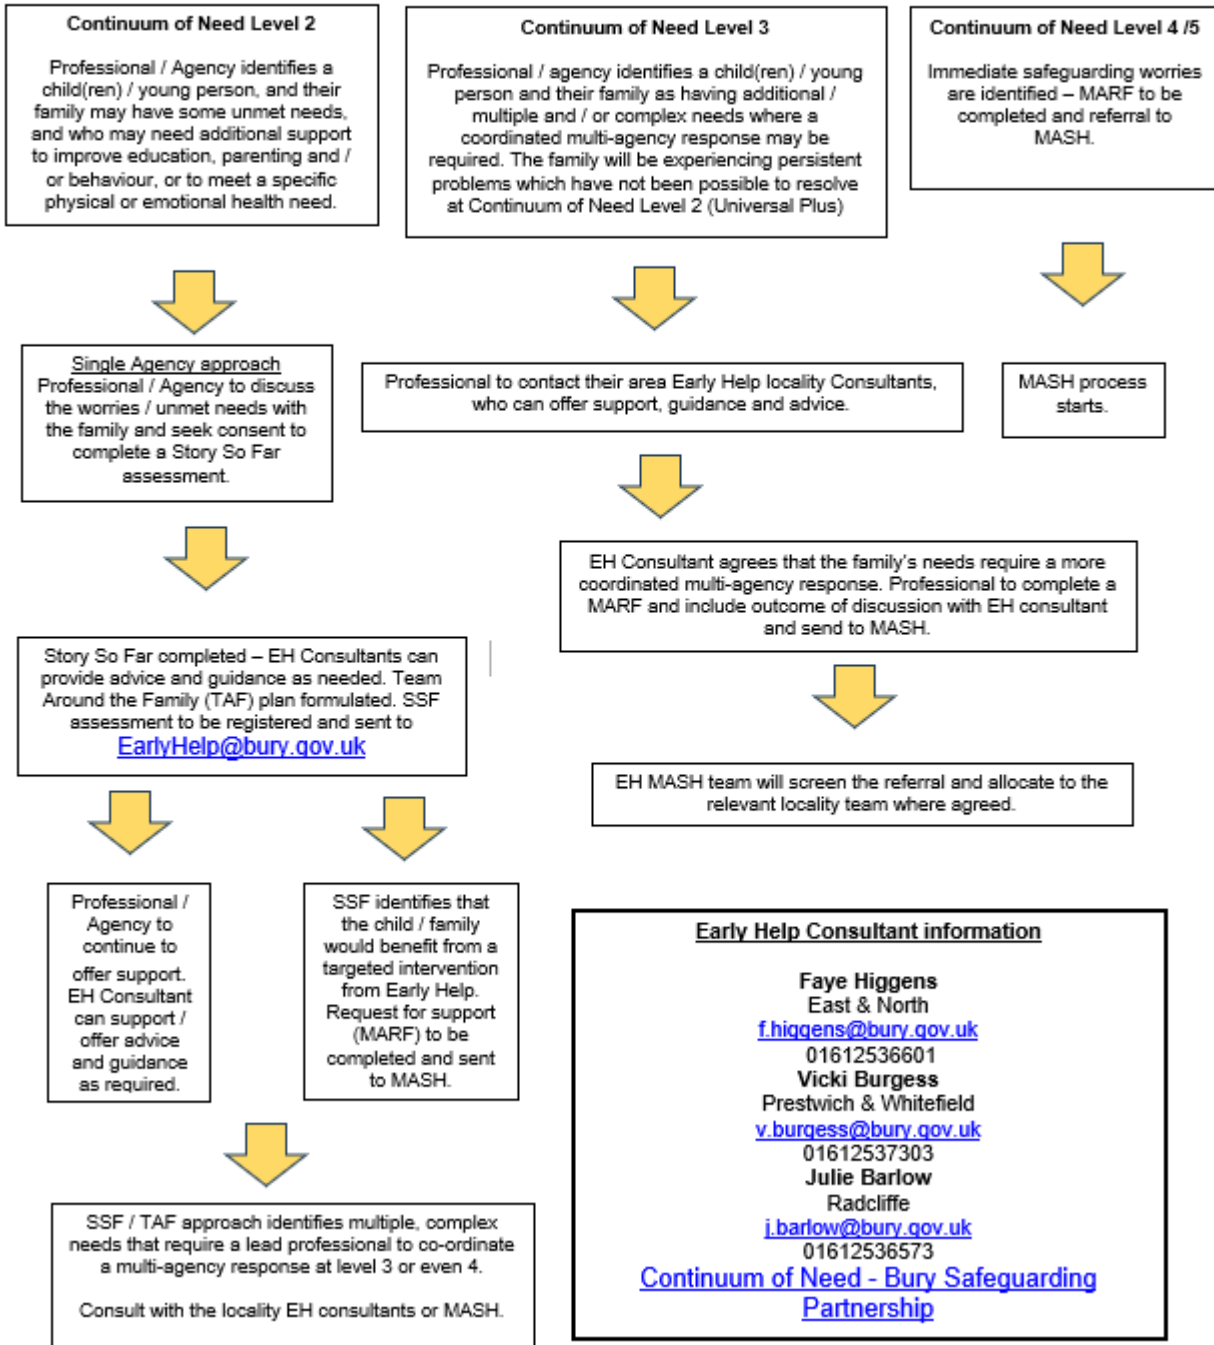 Continuum of Need Level 2
Professional / Agency identifies a
child(ren) / young person, and their
family may have some unmet needs,
and who may need additional support
to improve education, parenting and /
or behaviour, or to meet a specific
physical or emotional health need.
Continuum of Need Level 3
Professional / agency identifies a child(ren) / young
person and their family as having additional /
multiple and / or complex needs where a
coordinated multi-agency response may be
required. The family will be experiencing persistent
problems which have not been possible to resolve
at Continuum of Need Level 2 (Universal Plus)
Continuum of Need Level 4 /5
Immediate safeguarding worries
are identified – MARF to be
completed and referral to
MASH.
Single Agency approach
Professional / Agency to discuss
the worries / unmet needs with
the family and seek consent to
complete a Story So Far
assessment.
Professional to contact their area Early Help locality Consultants,
who can offer support, guidance and advice.
MASH process
starts.
EH Consultant agrees that the family's needs require a more
coordinated multi-agency response. Professional to complete a
MARF and include outcome of discussion with EH consultant
and send to MASH.
Story So Far completed – EH Consultants can
provide advice and guidance as needed. Team
Around the Family (TAF) plan formulated. SSF
assessment to be registered and sent to
EarlyHelp@bury.gov.uk
EH MASH team will screen the referral and allocate to the
relevant locality team where agreed.
Professional /
Agency to
continue to
offer support.
EH Consultant
can support /
offer advice
and guidance
as required.
SSF identifies that
the child / family
would benefit from a
targeted intervention
from Early Help.
Request for support
(MARF) to be
completed and sent
to MASH.
SSF / TAF approach identifies multiple, complex
needs that require a lead professional to co-ordinate
a multi-agency response at level 3 or even 4.
Consult with the locality EH consultants or MASH.
Early Help Consultant information
Faye Higgens
East & North
f.higgens@bury.gov.uk
01612536601
Vicki Burgess
Prestwich & Whitefield
v.burgess@bury.gov.uk
01612537303
Julie Barlow
Radcliffe
j.barlow@bury.gov.uk
01612536573
Continuum of Need - Bury Safeguarding
Partnership